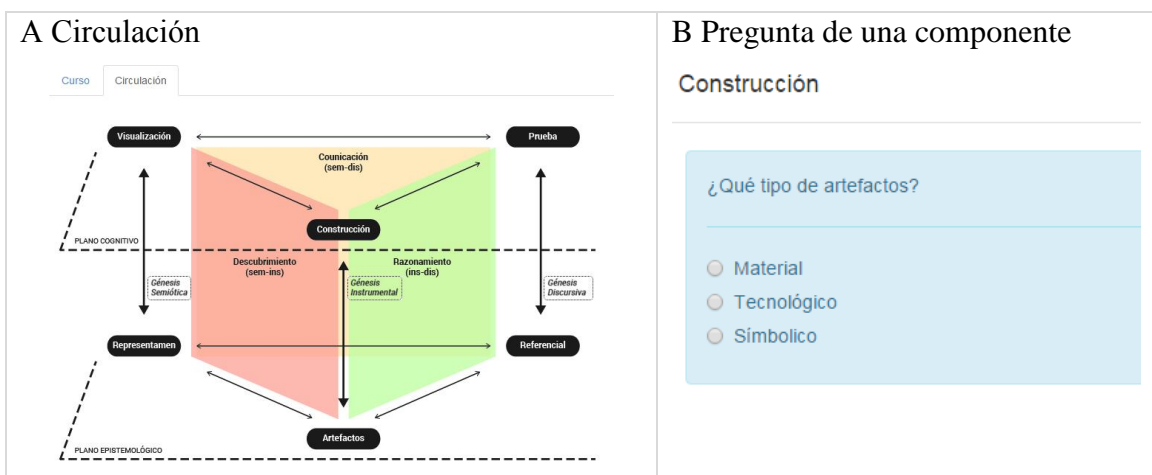 A Circulación
Curso
Circulación
Visualización
Prueba
Counicación
(sem-dis)
Construcción
PLANO COGNITIVO
Descubrimiento
(sem-ins)
Razonamiento
(ins-dis)
Génesis
Semiótica
Génesis
Instrumental
Génesis
Discursiva
Representamen
Referencial
Artefactos
PLANO EPISTEMOLÓGICO
B Pregunta de una componente
Construcción
¿Qué tipo de artefactos?
Material
Tecnológico
Símbolico